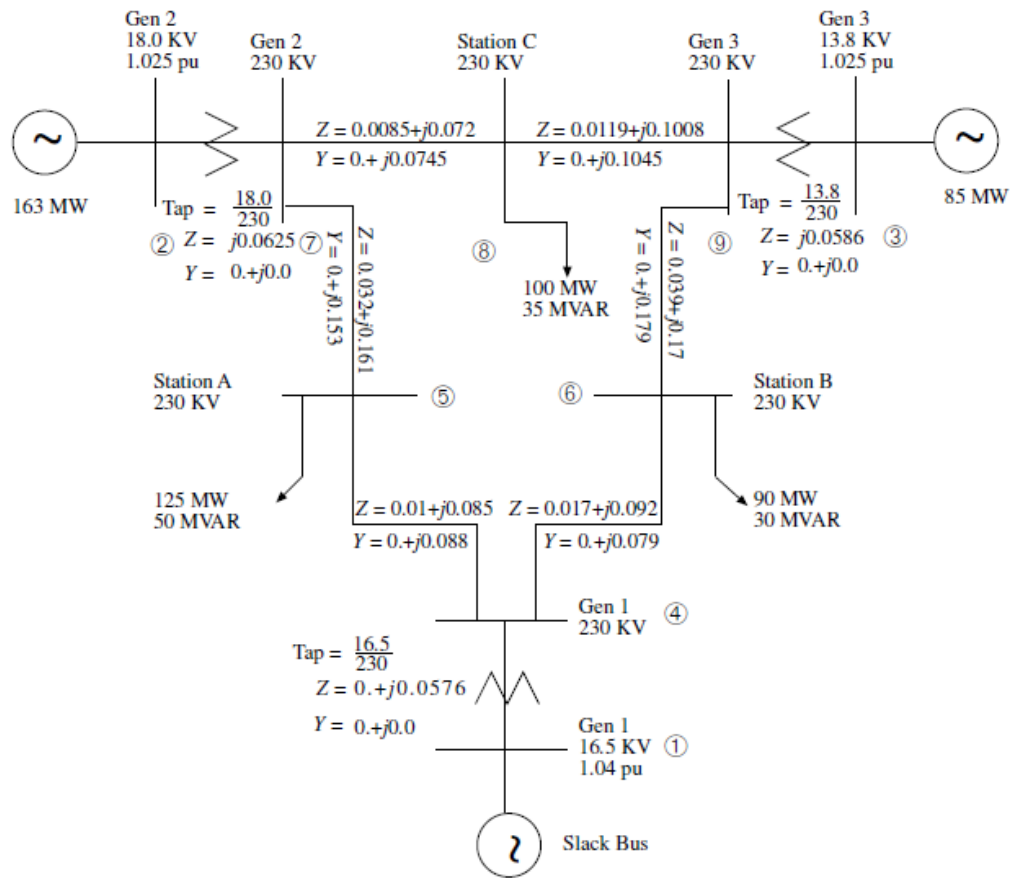 Gen 2
18.0 KV
1.025 pu
Gen 2
230 KV
Station C
230 KV
Gen 3
230 KV
Gen 3
13.8 KV
1.025 pu
~
Z = 0.0085+j0.072
Y = 0.+ j0.0745
Z = 0.0119+j0.1008
Y = 0.+j0.1045
~
163 MW
85 MW
Tap = 18.0/230
② Z = j0.0625 ⑦
Y = 0.+j0.0
Z = 0.032+j0.161
Y = 0.+j0.153
⑧
100 MW
35 MVAR
Z = 0.039+j0.17
Y = 0.+j0.179
⑨
Tap = 13.8/230
Z = j0.0586 ③
Y = 0.+j0.0
Station A
230 KV
⑤
⑥
Station B
230 KV
125 MW
50 MVAR
90 MW
30 MVAR
Z = 0.01+j0.085
Y = 0.+j0.088
Z = 0.017+j0.092
Y = 0.+j0.079
Gen 1
230 KV
④
Tap = 16.5/230
Z = 0.+j0.0576
Y = 0.+j0.0
Gen 1
16.5 KV ①
1.04 pu
~
Slack Bus